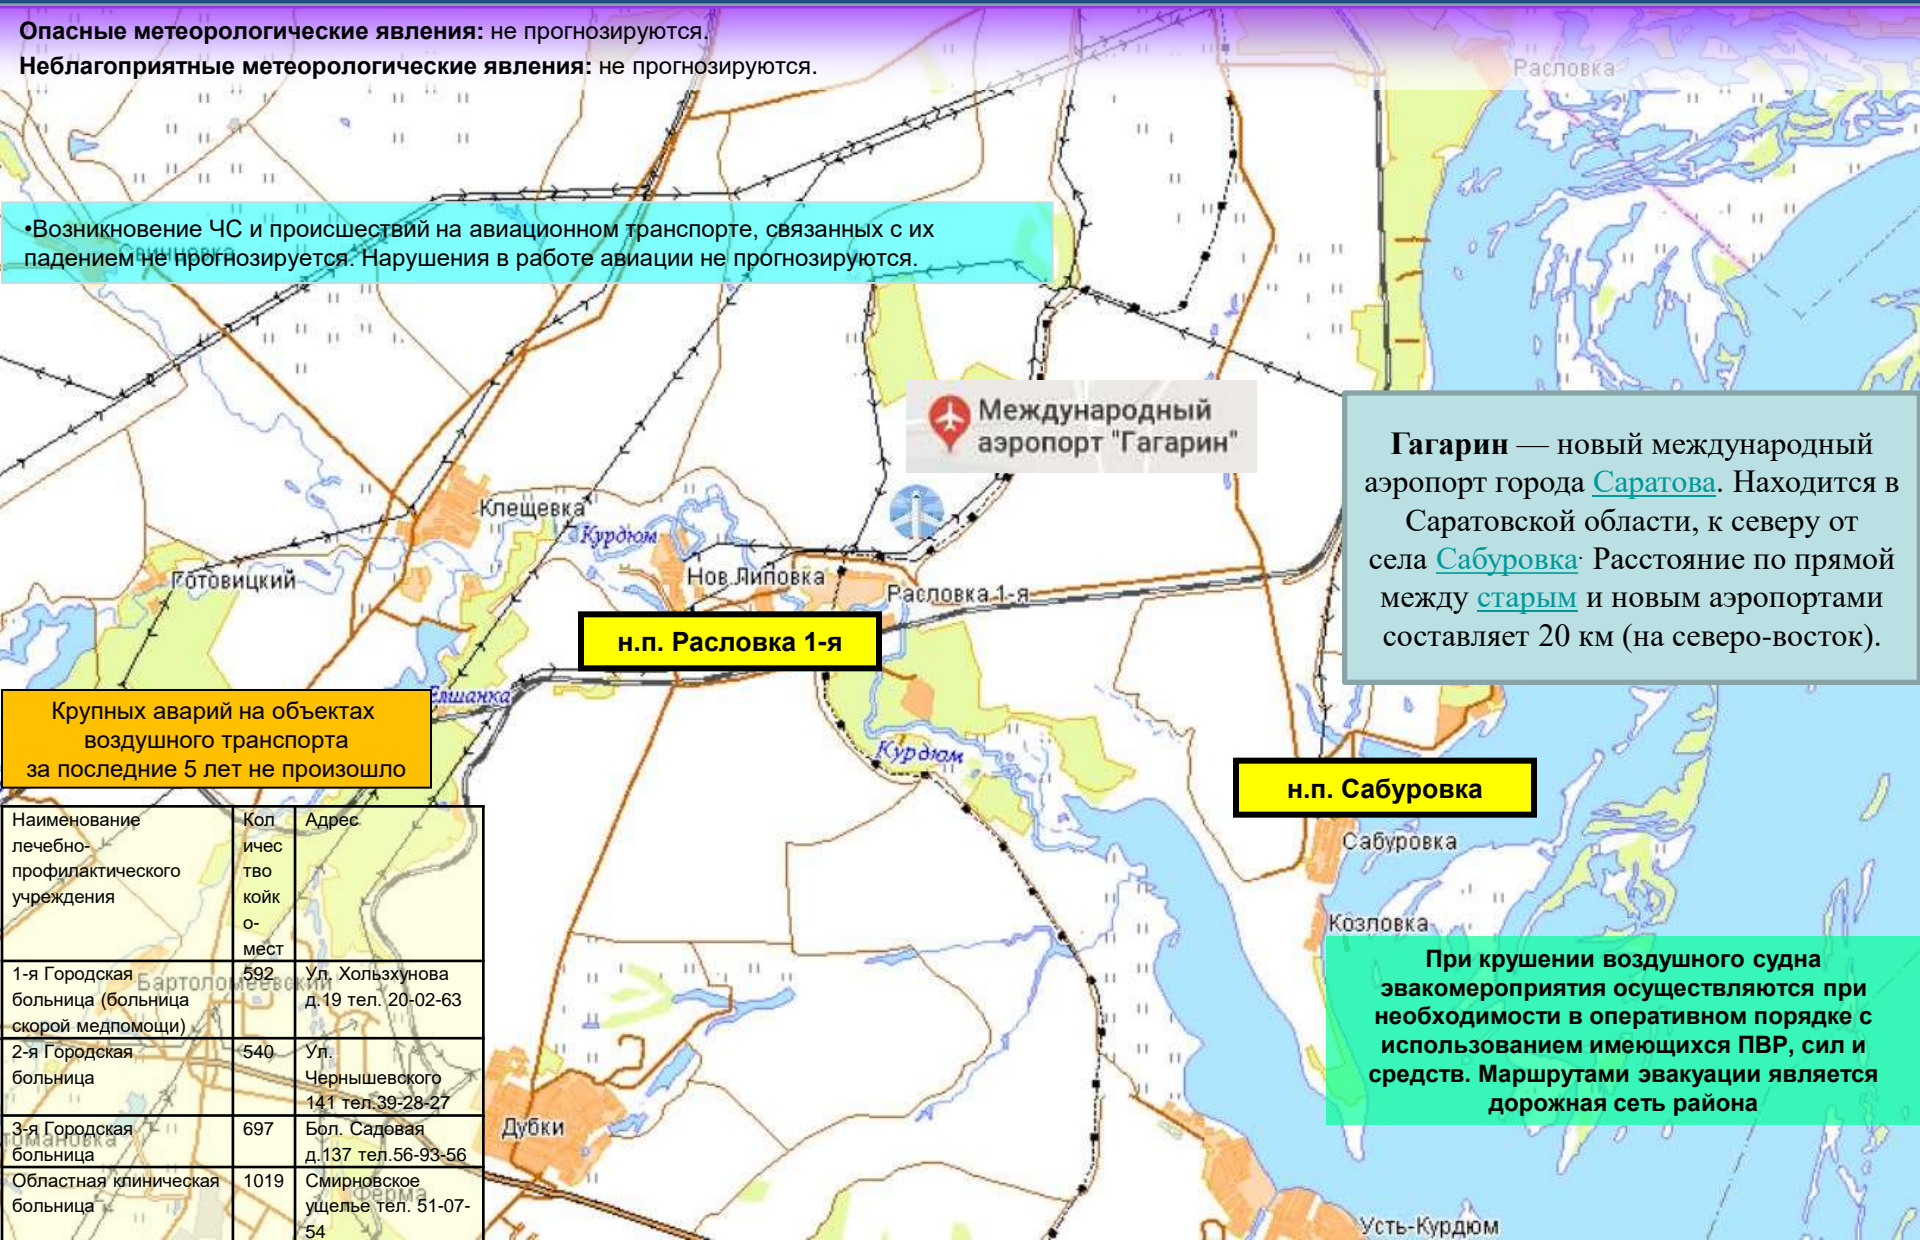 Опасные метеорологические явления: не прогнозируются.
Неблагоприятные метеорологические явления: не прогнозируются.
Расловка
•Возникновение ЧС и происшествий на авиационном транспорте, связанных с их
падением не прогнозируется. Нарушения в работе авиации не прогнозируются.
Международный
аэропорт "Гагарин"
Гагарин — новый международный
аэропорт города Саратова. Находится в
Саратовской области, к северу от
села Сабуровка. Расстояние по прямой
между старым и новым аэропортами
составляет 20 км (на северо-восток).
Клещевка
Курдюм
Готовицкий
Нов.Липовка
Расловка 1-я
н.п. Расловка 1-я
Елшанка
Крупных аварий на объектах
воздушного транспорта
за последние 5 лет не произошло
Курдюм
н.п. Сабуровка
Сабуровка
Козловка
При крушении воздушного судна
эвакомероприятия осуществляются при
необходимости в оперативном порядке с
использованием имеющихся ПВР, сил и
средств. Маршрутами эвакуации является
дорожная сеть района
Наименование
лечебно-
профилактического
учреждения
Кол
ичес
тво
койк
о-
мест
Адрес
1-я Городская
больница (больница
скорой медпомощи)
592
Ул. Хользхунова
д.19 тел. 20-02-63
Бартоломеевский
2-я Городская
больница
540
Ул.
Чернышевского
141 тел.39-28-27
3-я Городская
больница
697
Бол. Садовая
д.137 тел.56-93-56
Областная клиническая
больница
1019
Смирновское
ущелье тел. 51-07-
54
Ферма
Дубки
Усть-Курдюм